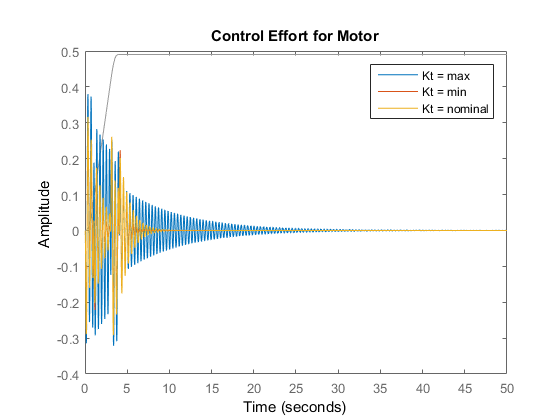 Control Effort for Motor
0.5
0.4
0.3
0.2
0.1
0
-0.1
-0.2
-0.3
-0.4
Amplitude
Kt = max
Kt = min
Kt = nominal
0 5 10 15 20 25 30 35 40 45 50
Time (seconds)